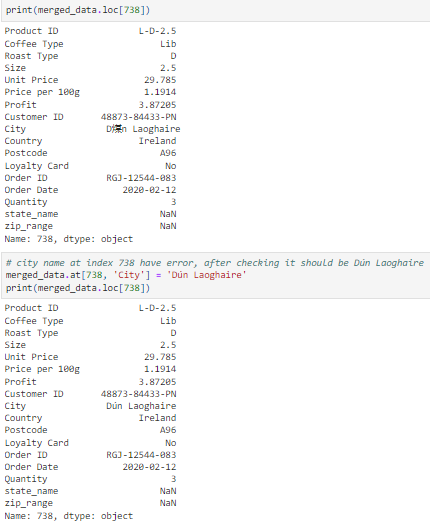 print(merged_data.loc[738])
Product ID L-D-2.5
Coffee Type Lib
Roast Type D
Size 2.5
Unit Price 29.785
Price per 100g 1.1914
Profit 3.87205
Customer ID 48873-84433-PN
City D煤n Laoghaire
Country Ireland
Postcode A96
Loyalty Card No
Order ID RGJ-12544-083
Order Date 2020-02-12
Quantity 3
state_name NaN
zip_range NaN
Name: 738, dtype: object
# city name at index 738 have error, after checking it should be Dún Laoghaire
merged_data.at[738, 'City'] = 'Dún Laoghaire'
print(merged_data.loc[738])
Product ID L-D-2.5
Coffee Type Lib
Roast Type D
Size 2.5
Unit Price 29.785
Price per 100g 1.1914
Profit 3.87205
Customer ID 48873-84433-PN
City Dún Laoghaire
Country Ireland
Postcode A96
Loyalty Card No
Order ID RGJ-12544-083
Order Date 2020-02-12
Quantity 3
state_name NaN
zip_range NaN
Name: 738, dtype: object